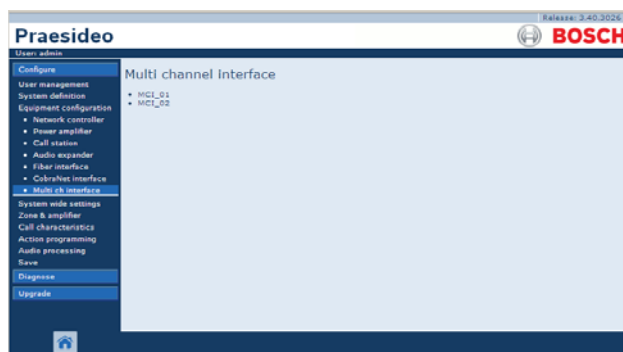 Release: 3.40.3026
Praesideo
BOSCH
User: admin
Configure
User management
System definition
Equipment configuration
• Network controller
• Power amplifier
• Call station
• Audio expander
• Fiber interface
• CobraNet interface
• Multi ch interface
System wide settings
Zone & amplifier
Call characteristics
Action programming
Audio processing
Save
Diagnose
Upgrade
Multi channel interface
• MCI_01
• MCI_02